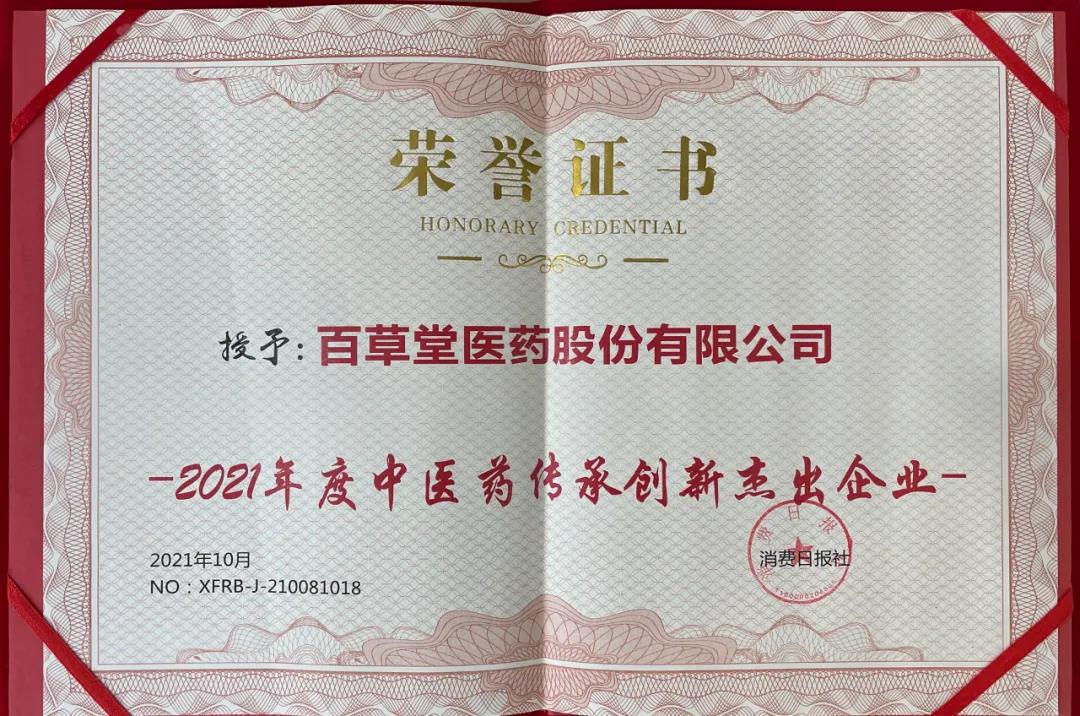 荣誉证书
HONORARY CREDENTIAL
授予:百草堂医药股份有限公司
-2021年度中医药传承创新杰出企业-
2021年10月
NO:XFRB-J-210081018
消费日报社